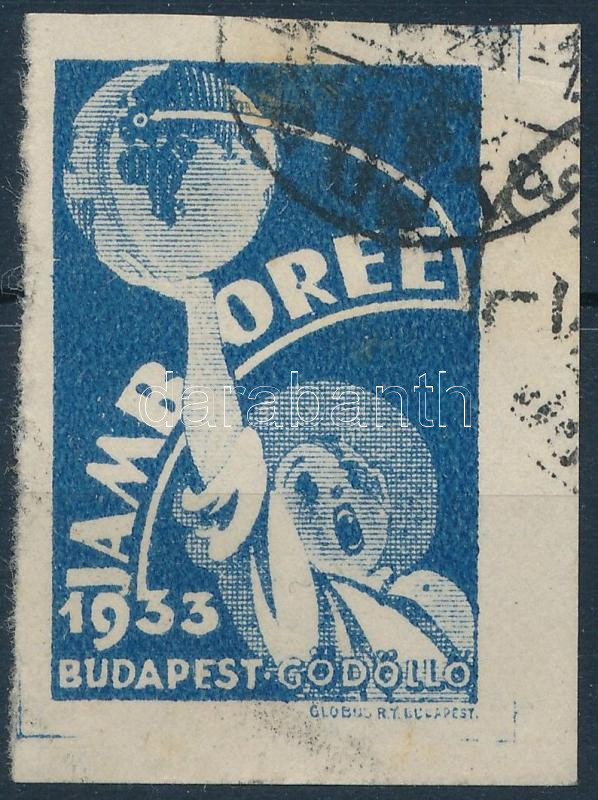 JAMBOREE
darabanth
1933
BUDAPEST·GÖDÖLLŐ
GLOBUS R.T. BUDAPEST.